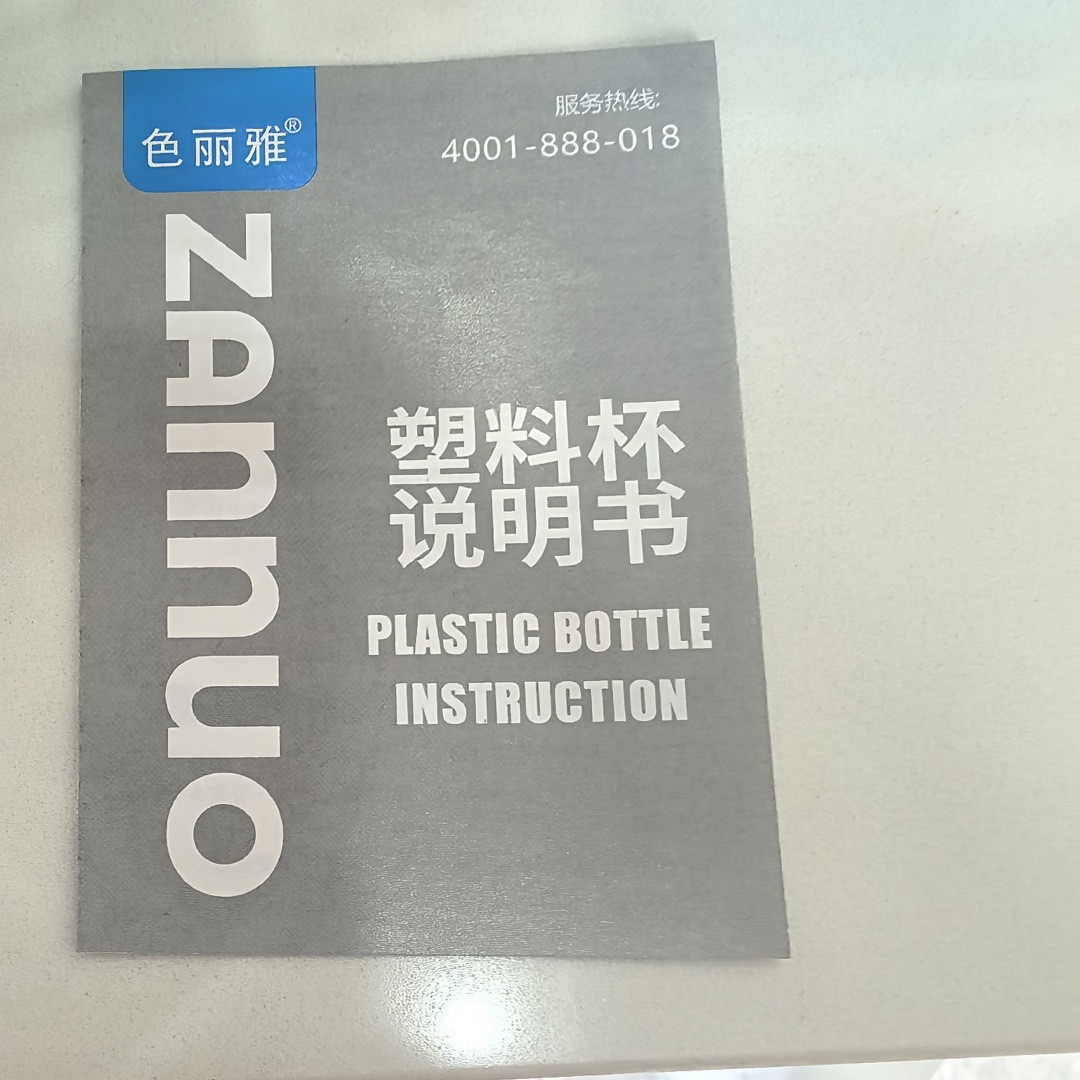 色丽雅®
服务热线:
4001-888-018
zannuo
塑料杯
说明书
PLASTIC BOTTLE
INSTRUCTION